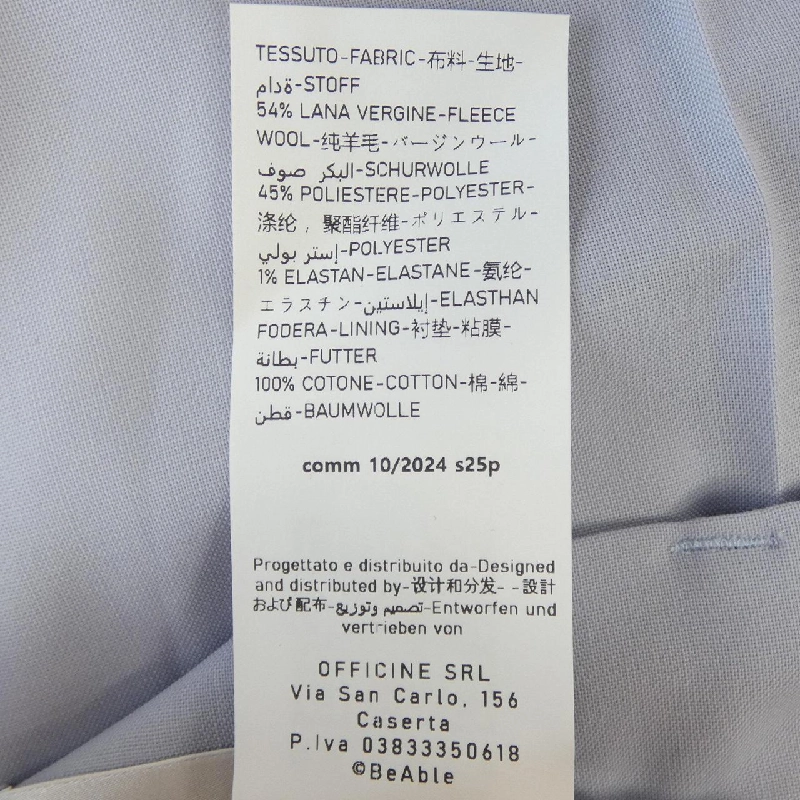 TESSUTO-FABRIC-布料-生地-
ةدام-STOFF
54% LANA VERGINE-FLEECE
WOOL-纯羊毛-バージンウール-
البكر صوف-SCHURWOLLE
45% POLIESTERE-POLYESTER-
涤纶，聚酯纤维-ポリエステル-
إستر بولي-POLYESTER
1% ELASTAN-ELASTANE-氨纶-
エラスチン-إيلاستين-ELASTHAN
FODERA-LINING-衬垫-粘膜-
بطانة-FUTTER
100% COTONE-COTTON-棉-綿-
قطن-BAUMWOLLE
comm 10/2024 s25p
Progettato e distribuito da-Designed
and distributed by-设计和分发- -設計
および配布-تصميم وتوزيع-Entworfen und
vertrieben von
OFFICINE SRL
Via San Carlo, 156
Caserta
P.Iva 03833350618
©BeAble